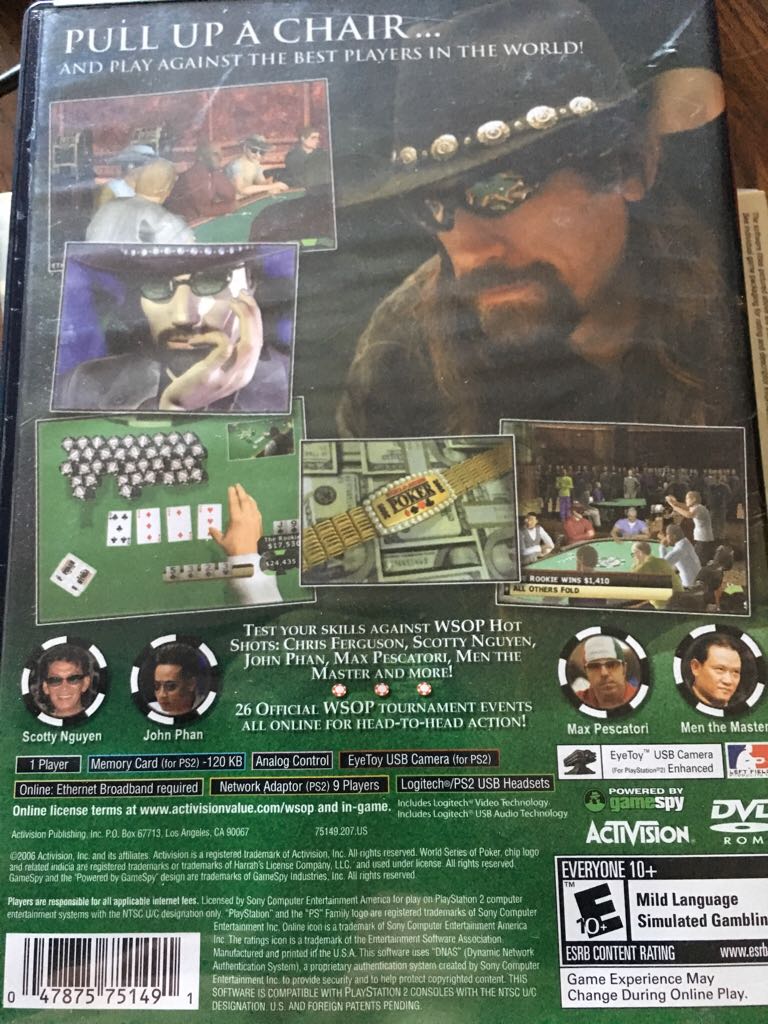 PULL UP A CHAIR...
AND PLAY AGAINST THE BEST PLAYERS IN THE WORLD!
POKER
The Rookie
$17,530
$24,435
ROOKIE WINS $1,410
ALL OTHERS FOLD
TEST YOUR SKILLS AGAINST WSOP HOT
SHOTS: CHRIS FERGUSON, SCOTTY NGUYEN,
JOHN PHAN, MAX PESCATORI, MEN THE
MASTER AND MORE!
26 OFFICIAL WSOP TOURNAMENT EVENTS
ALL ONLINE FOR HEAD-TO-HEAD ACTION!
Scotty Nguyen
John Phan
Max Pescatori
Men the Master
1 Player
Memory Card (for PS2) -120 KB
Analog Control
EyeToy USB Camera (for PS2)
Online: Ethernet Broadband required
Network Adaptor (PS2) 9 Players
Logitech®/PS2 USB Headsets
EyeToy™ USB Camera
(For PlayStation®2) Enhanced
LEFT FIELD
Online license terms at www.activisionvalue.com/wsop and in-game.
Includes Logitech® Video Technology
Includes Logitech® USB Audio Technology
POWERED BY
gamespy
ACTIVISION®
DVD
ROM
Activision Publishing, Inc. P.O. Box 67713, Los Angeles, CA 90067
75149.207.US
©2006 Activision, Inc. and its affiliates. Activision is a registered trademark of Activision, Inc. All rights reserved. World Series of Poker, chip logo
and related indicia are registered trademarks or trademarks of Harrah's License Company, LLC. and used under license. All rights reserved.
GameSpy and the "Powered by GameSpy" design are trademarks of GameSpy Industries, Inc. All rights reserved.
Players are responsible for all applicable internet fees. Licensed by Sony Computer Entertainment America for play on PlayStation 2 computer
entertainment systems with the NTSC U/C designation only. "PlayStation" and the "PS" Family logo are registered trademarks of Sony Computer
Entertainment Inc. Online icon is a trademark of Sony Computer Entertainment America
Inc. The ratings icon is a trademark of the Entertainment Software Association.
Manufactured and printed in the U.S.A. This software uses "DNAS" (Dynamic Network
Authentication System), a proprietary authentication system created by Sony Computer
Entertainment Inc. to provide security and to help protect copyrighted content. THIS
SOFTWARE IS COMPATIBLE WITH PLAYSTATION 2 CONSOLES WITH THE NTSC U/C
DESIGNATION. U.S. AND FOREIGN PATENTS PENDING.
0 47875 75149 1
EVERYONE 10+
™
E
10+
Mild Language
Simulated Gamblin
ESRB CONTENT RATING
www.esrb
Game Experience May
Change During Online Play.